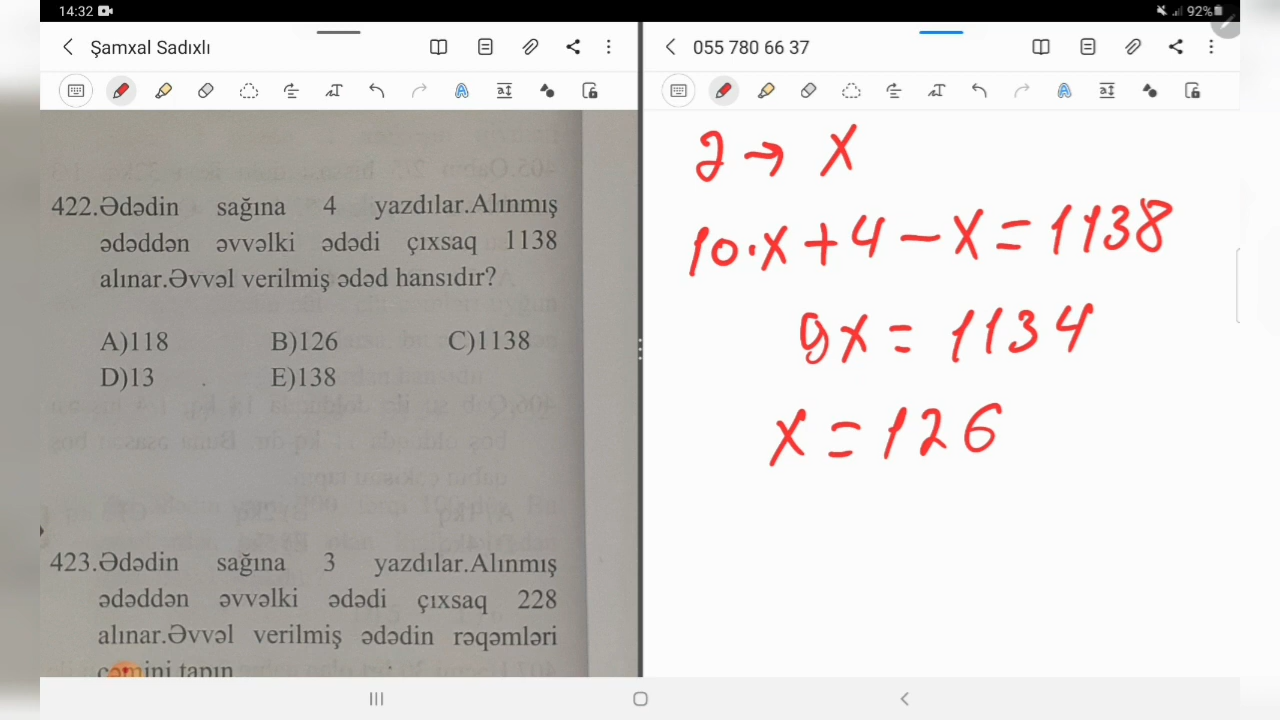 14:32
92%
Şamxal Sadıxlı
055 780 66 37
422.Ədədin sağına 4 yazdılar.Alınmış
ədəddən əvvəlki ədədi çıxsaq 1138
alınar.Əvvəl verilmiş ədəd hansıdır?
A)118 B)126 C)1138
D)13 E)138
423.Ədədin sağına 3 yazdılar.Alınmış
ədəddən əvvəlki ədədi çıxsaq 228
alınar.Əvvəl verilmiş ədədin rəqəmləri
cəmini tapın
Ə → X
10·X+4-X=1138
9X=1134
X=126